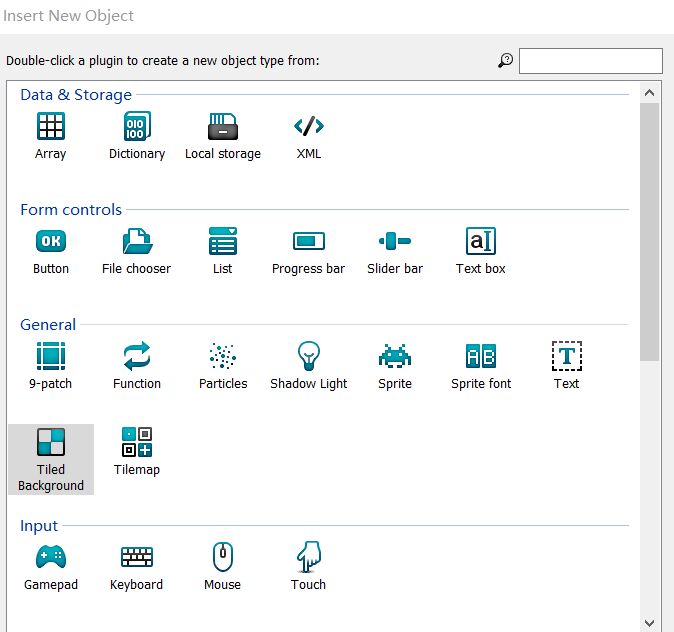 Insert New Object
Double-click a plugin to create a new object type from:
Data & Storage
Array Dictionary Local storage XML
Form controls
Button File chooser List Progress bar Slider bar Text box
General
9-patch Function Particles Shadow Light Sprite Sprite font Text
Tiled Tilemap
Background
Input
Gamepad Keyboard Mouse Touch